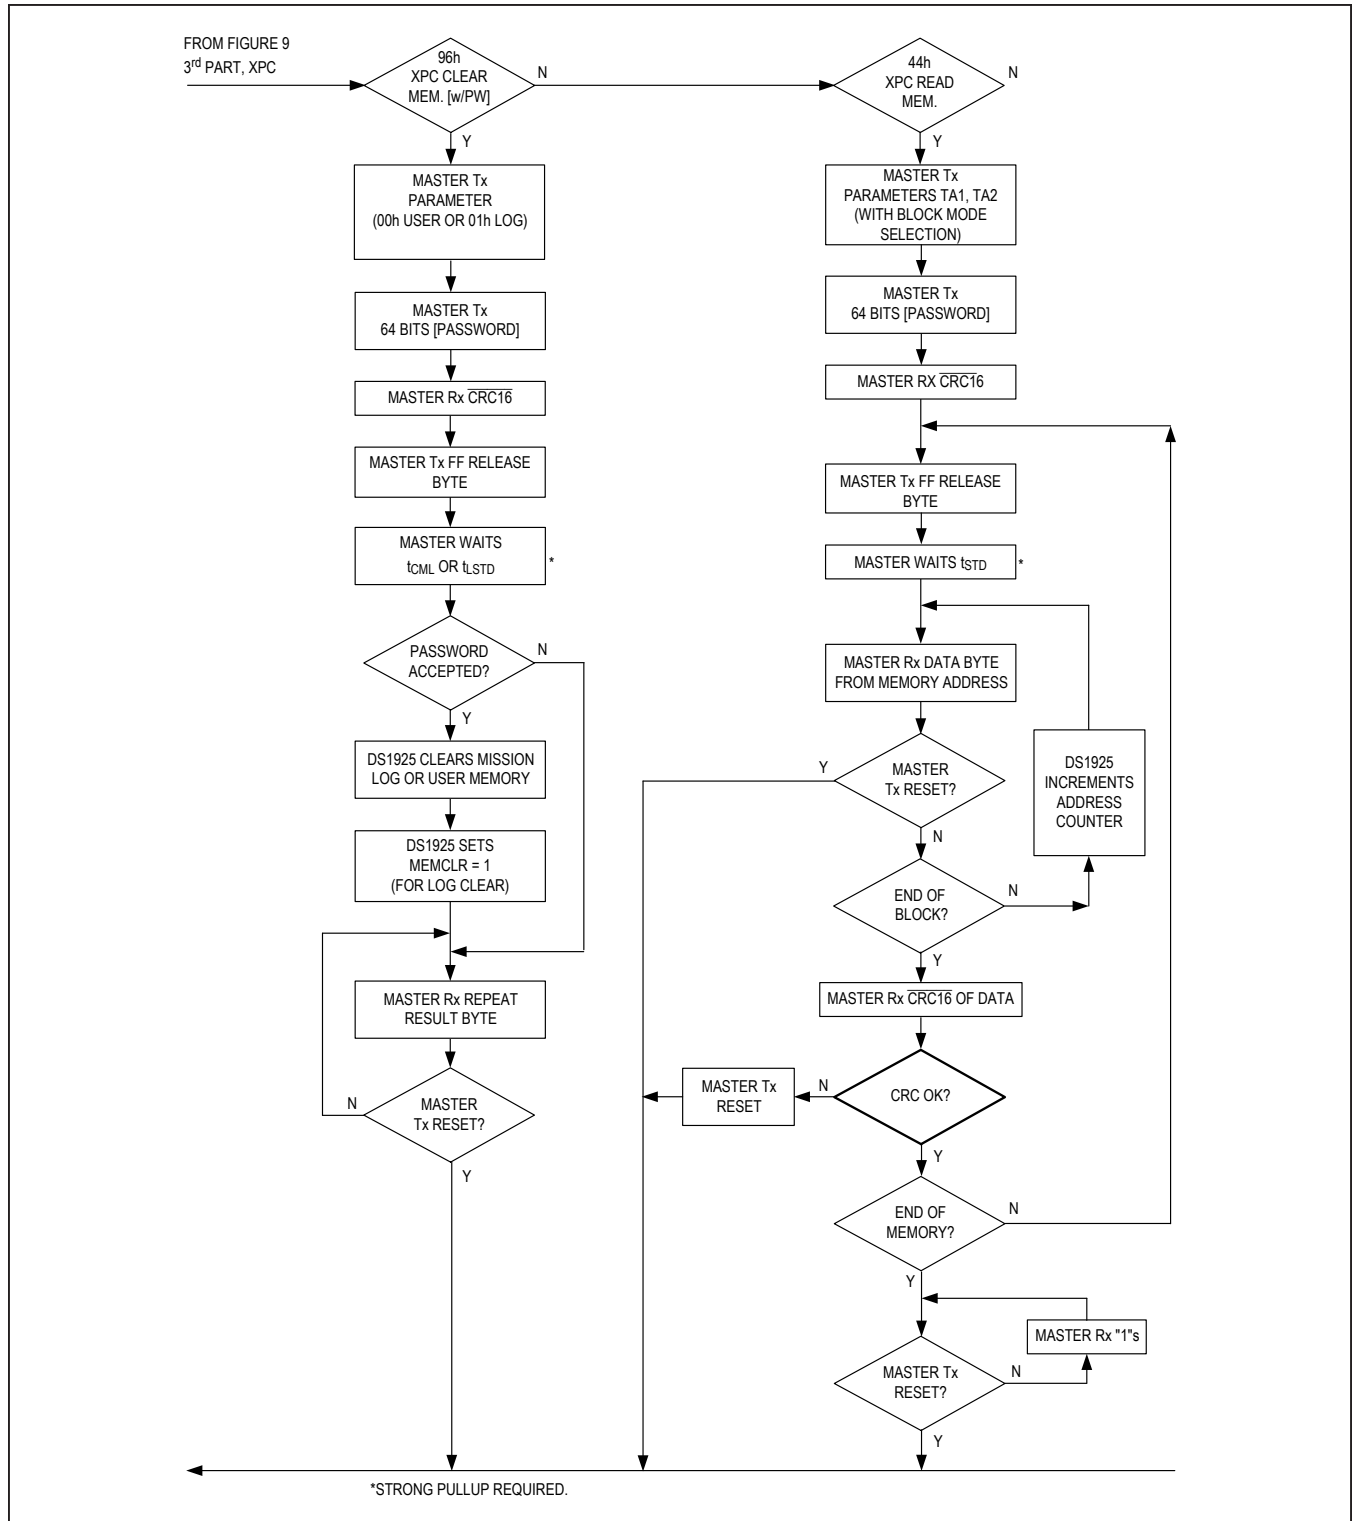 FROM FIGURE 9
3rd PART, XPC
96h
XPC CLEAR
MEM. [w/PW]
N
Y
MASTER Tx
PARAMETER
(00h USER OR 01h LOG)
MASTER Tx
64 BITS [PASSWORD]
MASTER Rx CRC16
MASTER Tx FF RELEASE
BYTE
MASTER WAITS
tCML OR tLSTD
*
PASSWORD
ACCEPTED?
N
Y
DS1925 CLEARS MISSION
LOG OR USER MEMORY
DS1925 SETS
MEMCLR = 1
(FOR LOG CLEAR)
MASTER Rx REPEAT
RESULT BYTE
MASTER
Tx RESET?
N
Y
44h
XPC READ
MEM.
N
Y
MASTER Tx
PARAMETERS TA1, TA2
(WITH BLOCK MODE
SELECTION)
MASTER Tx
64 BITS [PASSWORD]
MASTER RX CRC16
MASTER Tx FF RELEASE
BYTE
MASTER WAITS tSTD
*
MASTER Rx DATA BYTE
FROM MEMORY ADDRESS
MASTER
Tx RESET?
Y
N
DS1925
INCREMENTS
ADDRESS
COUNTER
END OF
BLOCK?
N
Y
MASTER Rx CRC16 OF DATA
CRC OK?
N
MASTER Tx
RESET
Y
END OF
MEMORY?
N
Y
MASTER Rx "1"s
MASTER Tx
RESET?
N
Y
*STRONG PULLUP REQUIRED.